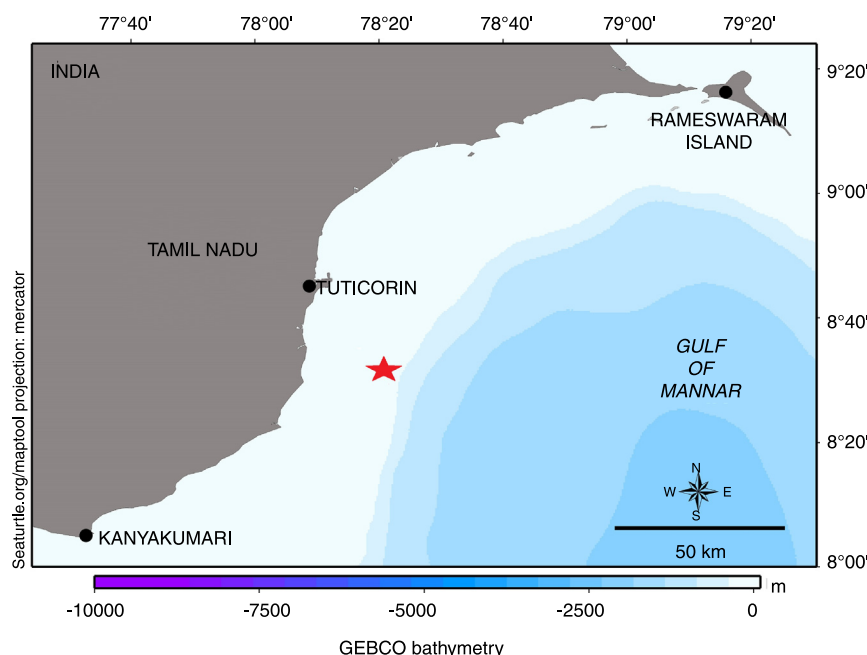 77°40' 78°00' 78°20' 78°40' 79°00' 79°20'
INDIA
9°20'
RAMESWARAM
ISLAND
9°00'
TAMIL NADU
TUTICORIN
8°40'
GULF
OF
MANNAR
8°20'
N
W E
S
KANYAKUMARI
50 km
8°00'
Seaturtle.org/maptool projection: mercator
m
-10000 -7500 -5000 -2500 0
GEBCO bathymetry